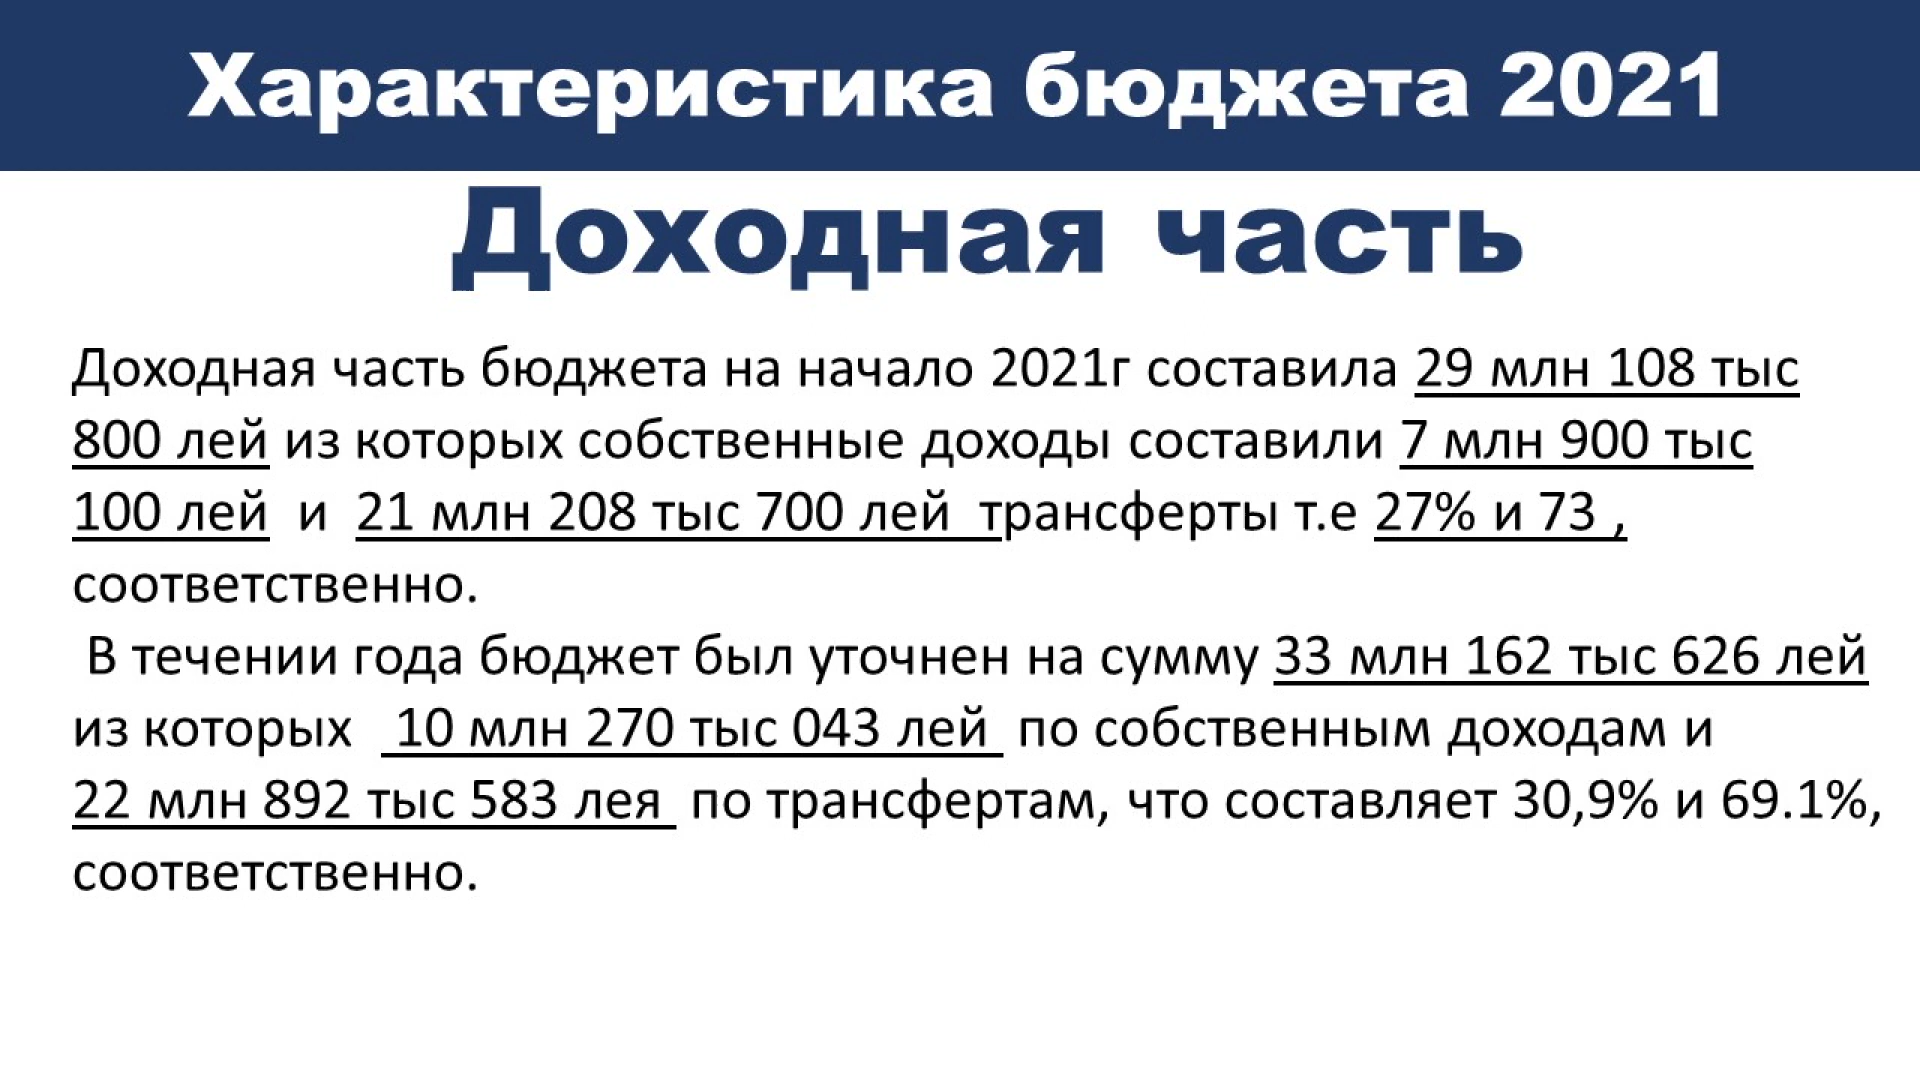 Характеристика бюджета 2021
Доходная часть
Доходная часть бюджета на начало 2021г составила 29 млн 108 тыс
800 лей из которых собственные доходы составили 7 млн 900 тыс
100 лей и 21 млн 208 тыс 700 лей трансферты т.е 27% и 73 ,
соответственно.
В течении года бюджет был уточнен на сумму 33 млн 162 тыс 626 лей
из которых 10 млн 270 тыс 043 лей по собственным доходам и
22 млн 892 тыс 583 лея по трансфертам, что составляет 30,9% и 69.1%,
соответственно.